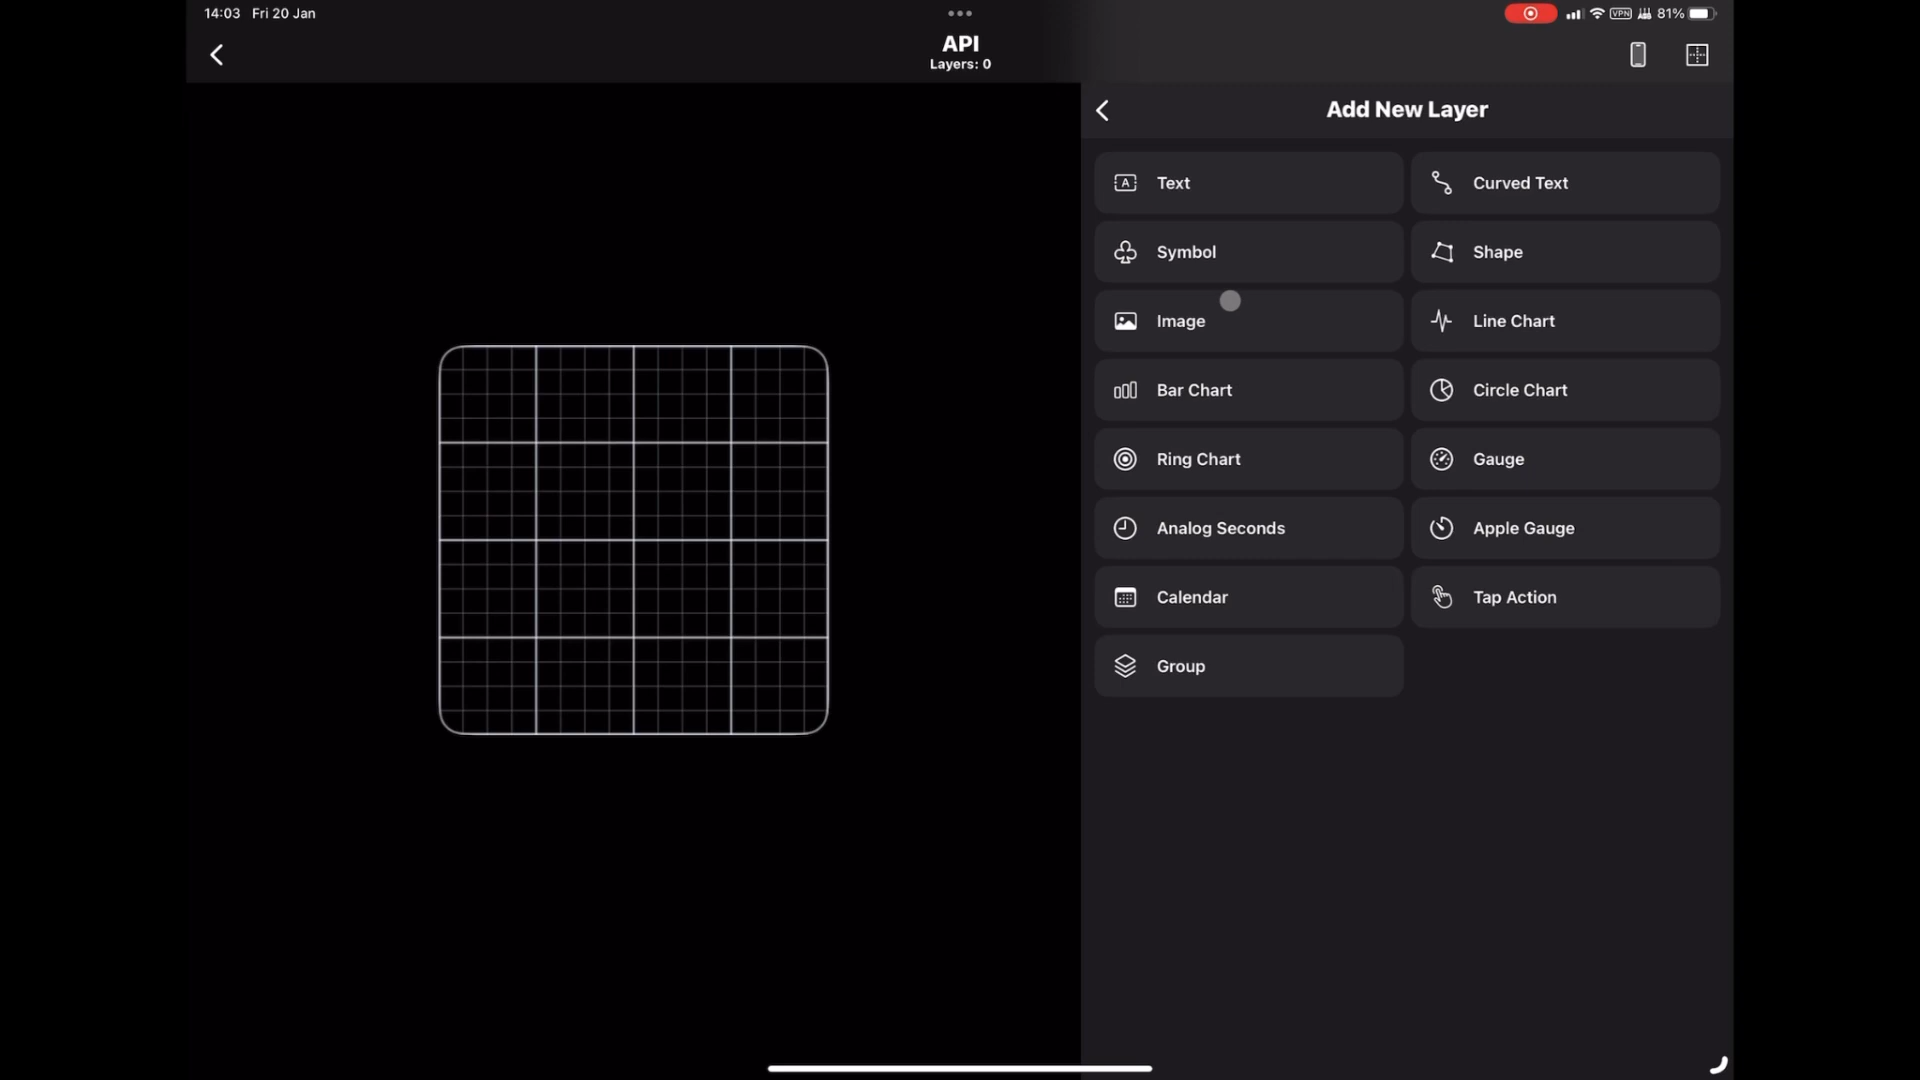 14:03 Fri 20 Jan
VPN 81%
API
Layers: 0
Add New Layer
A Text
Curved Text
Symbol
Shape
Image
Line Chart
Bar Chart
Circle Chart
Ring Chart
Gauge
Analog Seconds
Apple Gauge
Calendar
Tap Action
Group